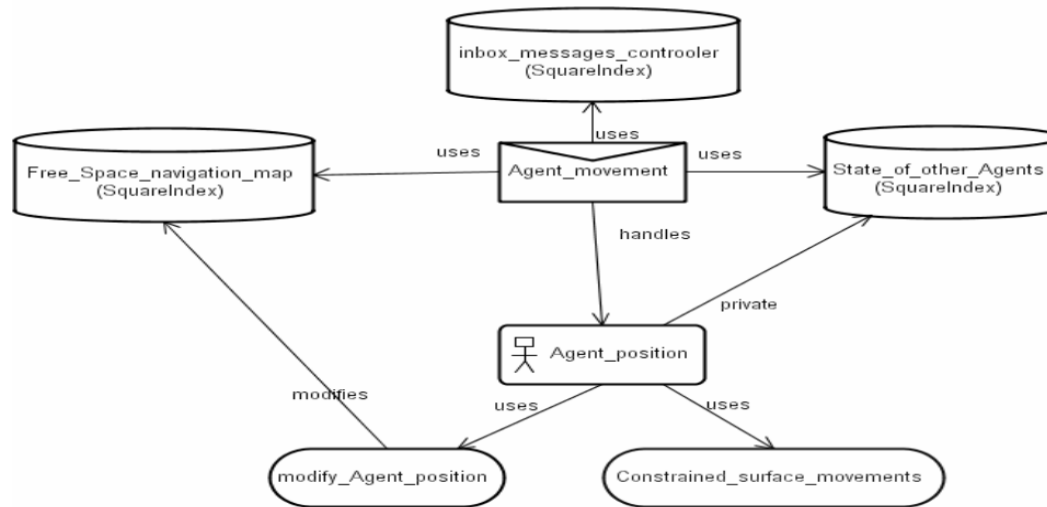 inbox_messages_controoler
(SquareIndex)
uses
uses
uses
Free_Space_navigation_map
(SquareIndex)
Agent_movement
State_of_other_Agents
(SquareIndex)
handles
private
Agent_position
modifies
uses
uses
modify_Agent_position
Constrained_surface_movements